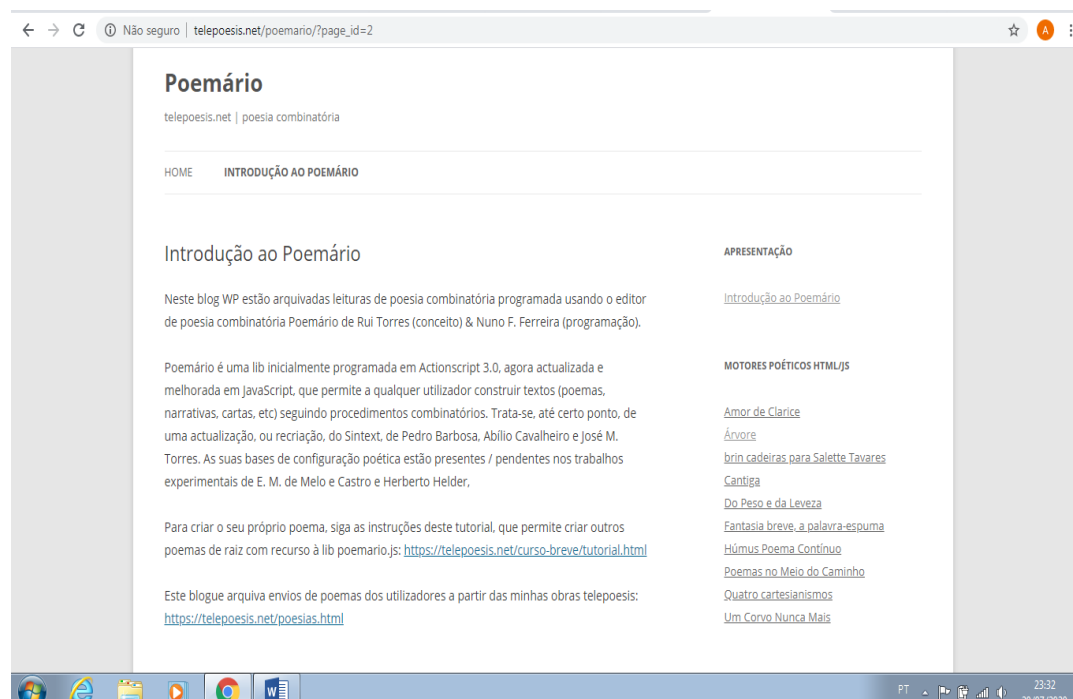 Não seguro | telepoesis.net/poemario/?page_id=2
A
Poemário
telepoesis.net | poesia combinatória
HOME INTRODUÇÃO AO POEMÁRIO
Introdução ao Poemário
Neste blog WP estão arquivadas leituras de poesia combinatória programada usando o editor
de poesia combinatória Poemário de Rui Torres (conceito) & Nuno F. Ferreira (programação).
Poemário é uma lib inicialmente programada em Actionscript 3.0, agora actualizada e
melhorada em JavaScript, que permite a qualquer utilizador construir textos (poemas,
narrativas, cartas, etc) seguindo procedimentos combinatórios. Trata-se, até certo ponto, de
uma actualização, ou recriação, do Sintext, de Pedro Barbosa, Abílio Cavalheiro e José M.
Torres. As suas bases de configuração poética estão presentes / pendentes nos trabalhos
experimentais de E. M. de Melo e Castro e Herberto Helder,
Para criar o seu próprio poema, siga as instruções deste tutorial, que permite criar outros
poemas de raiz com recurso à lib poemario.js: https://telepoesis.net/curso-breve/tutorial.html
Este blogue arquiva envios de poemas dos utilizadores a partir das minhas obras telepoesis:
https://telepoesis.net/poesias.html
APRESENTAÇÃO
Introdução ao Poemário
MOTORES POÉTICOS HTML/JS
Amor de Clarice
Árvore
brin cadeiras para Salette Tavares
Cantiga
Do Peso e da Leveza
Fantasia breve, a palavra-espuma
Húmus Poema Contínuo
Poemas no Meio do Caminho
Quatro cartesianismos
Um Corvo Nunca Mais
PT
23:32